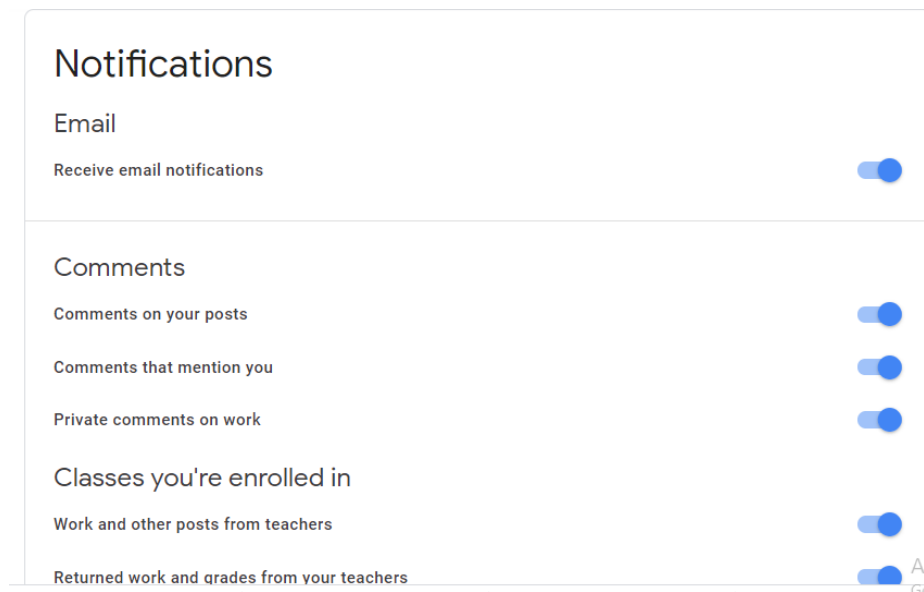 Notifications
Email
Receive email notifications
Comments
Comments on your posts
Comments that mention you
Private comments on work
Classes you're enrolled in
Work and other posts from teachers
Returned work and grades from your teachers